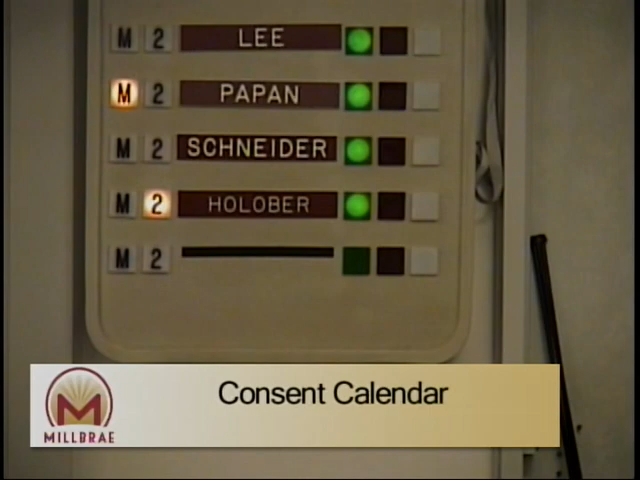 M 2 LEE
M 2 PAPAN
M 2 SCHNEIDER
M 2 HOLOBER
M 2
Consent Calendar
M
MILLBRAE